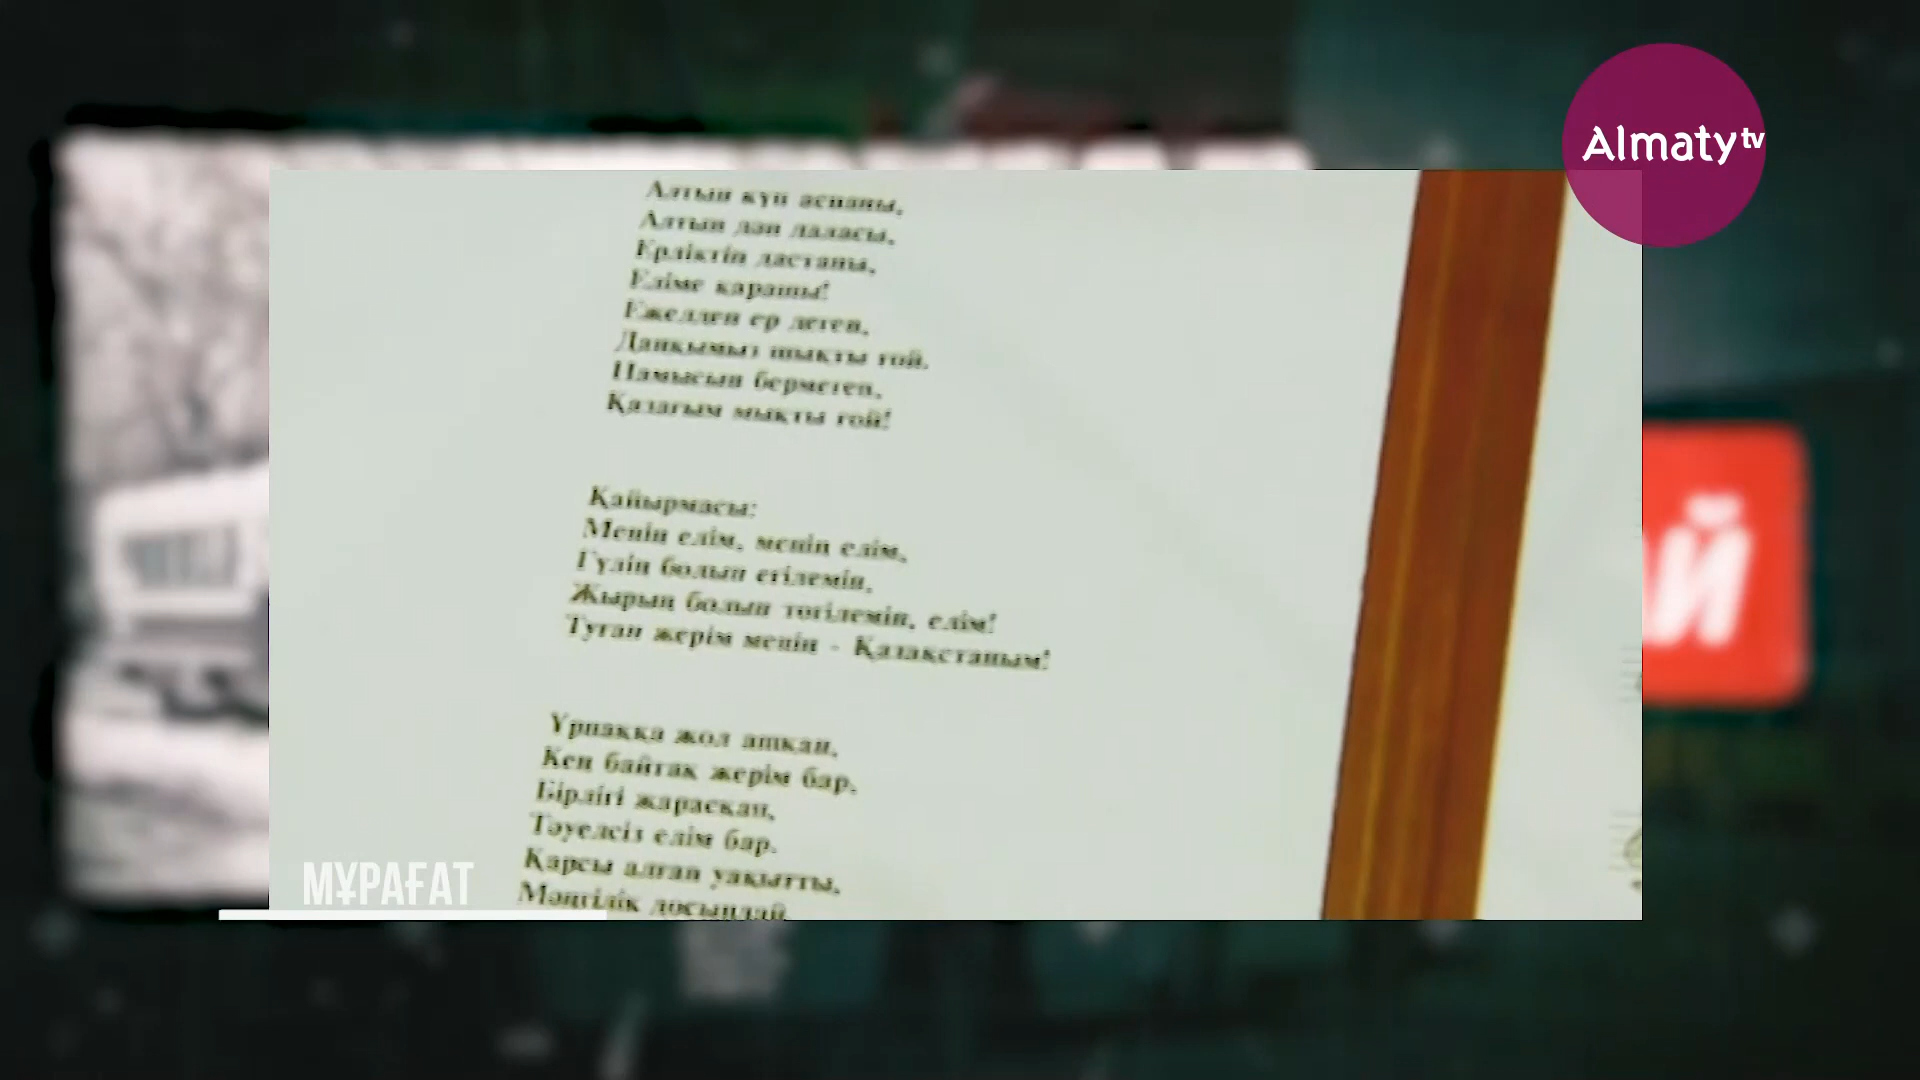 Almaty tv
Алтын күн аспаны,
Алтын дән даласы,
Ерліктің дастаны,
Еліме қарашы!
Ежелден ер деген,
Даңқымыз шықты ғой.
Намысын бермеген,
Қазағым мықты ғой!
Қайырмасы:
Менің елім, менің елім,
Гүлің болып егілемін,
Жырың болып төгілемін, елім!
Туған жерім менің - Қазақстаным!
Ұрпаққа жол ашқан,
Кең байтақ жерім бар.
Бірлігі жарасқан,
Тәуелсіз елім бар.
Қарсы алған уақытты,
Мәңгілік досындай
МҰРАҒАТ